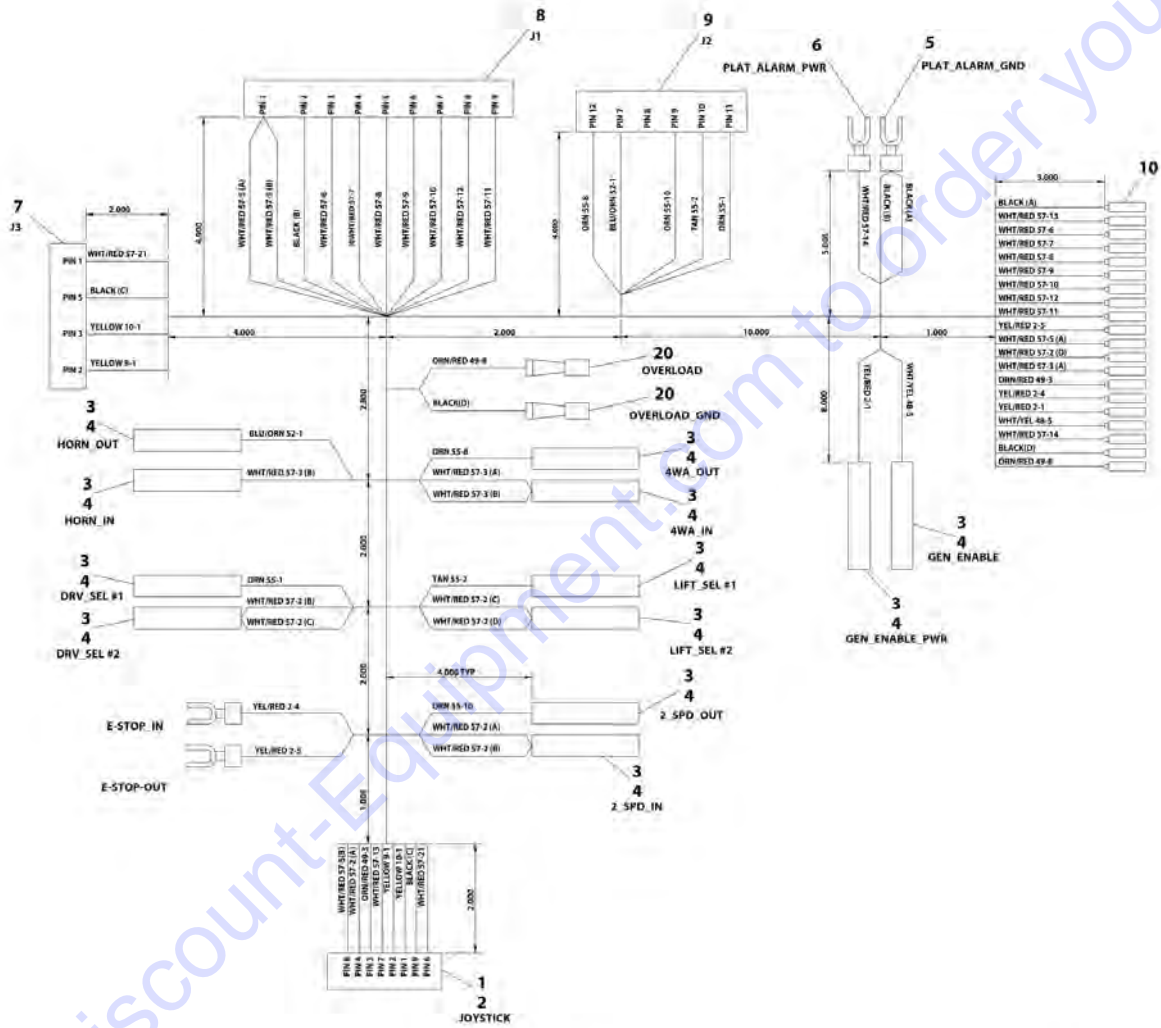 8
J1
9
J2
6
PLAT_ALARM_PWR
5
PLAT_ALARM_GND
10
7
J3
PIN 1
PIN 2
PIN 3
PIN 4
PIN 5
PIN 6
PIN 7
PIN 8
PIN 9
WHT/RED 57-5 (A)
WHT/RED 57-5 (B)
BLACK (B)
WHT/RED 57-6
WHT/RED 57-7
WHT/RED 57-8
WHT/RED 57-9
WHT/RED 57-10
WHT/RED 57-12
WHT/RED 57-11
4.000
PIN 12
PIN 7
PIN 8
PIN 9
PIN 10
PIN 11
ORN 55-8
BLU/ORN 52-1
ORN 55-10
TAN 55-2
ORN 55-1
4.000
WHT/RED 57-14
BLACK (B)
BLACK(A)
5.000
3.000
BLACK (A)
WHT/RED 57-13
WHT/RED 57-6
WHT/RED 57-7
WHT/RED 57-8
WHT/RED 57-9
WHT/RED 57-10
WHT/RED 57-12
WHT/RED 57-11
YEL/RED 2-5
WHT/RED 57-5 (A)
WHT/RED 57-2 (D)
WHT/RED 57-3 (A)
ORN/RED 49-3
YEL/RED 2-4
YEL/RED 2-1
WHT/YEL 48-5
WHT/RED 57-14
BLACK(D)
ORN/RED 49-8
2.000
PIN 1
WHT/RED 57-21
PIN 5
BLACK (C)
PIN 3
YELLOW 10-1
PIN 2
YELLOW 9-1
4.000
2.000
10.000
1.000
ORN/RED 49-8
20
OVERLOAD
BLACK(D)
20
OVERLOAD_GND
2.800
8.000
YEL/RED 2-1
WHT/YEL 48-5
3
4
GEN_ENABLE
3
4
GEN_ENABLE_PWR
3
4
HORN_OUT
BLU/ORN 52-1
3
4
HORN_IN
WHT/RED 57-3 (B)
ORN 55-8
3
4
4WA_OUT
WHT/RED 57-3 (A)
WHT/RED 57-3 (B)
3
4
4WA_IN
2.000
3
4
DRV_SEL #1
ORN 55-1
WHT/RED 57-2 (B)
WHT/RED 57-2 (C)
3
4
DRV_SEL #2
TAN 55-2
3
4
LIFT_SEL #1
WHT/RED 57-2 (C)
WHT/RED 57-2 (D)
3
4
LIFT_SEL #2
2.000
4.000 TYP
E-STOP_IN
YEL/RED 2-4
YEL/RED 2-5
E-STOP-OUT
ORN 55-10
3
4
2_SPD_OUT
WHT/RED 57-2 (A)
WHT/RED 57-2 (B)
3
4
2_SPD_IN
1.000
WHT/RED 57-5(B)
WHT/RED 57-2 (A)
ORN/RED 49-3
WHT/RED 57-13
YELLOW 9-1
YELLOW 10-1
BLACK(C)
WHT/RED 57-21
2.000
PIN 8
PIN 4
PIN 3
PIN 7
PIN 2
PIN 1
PIN 9
PIN 6
1
2
JOYSTICK
iscount-Equipment.com to order you